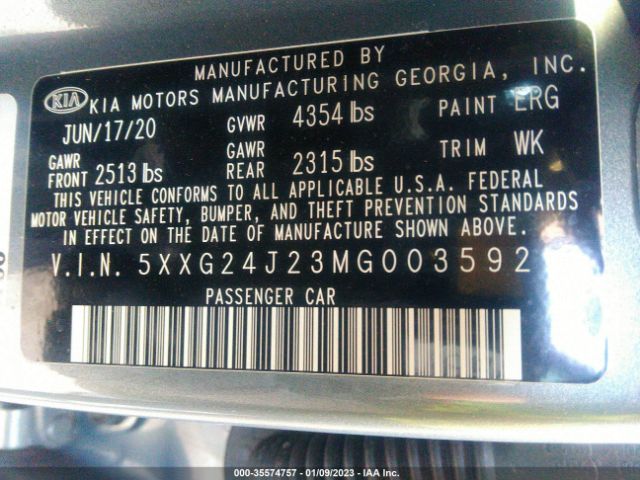 MANUFACTURED BY
KIA KIA MOTORS MANUFACTURING GEORGIA, INC.
JUN/17/20 GVWR 4354 lbs PAINT ERG
GAWR FRONT 2513 lbs GAWR REAR 2315 lbs TRIM WK
THIS VEHICLE CONFORMS TO ALL APPLICABLE U.S.A. FEDERAL
MOTOR VEHICLE SAFETY, BUMPER, AND THEFT PREVENTION STANDARDS
IN EFFECT ON THE DATE OF MANUFACTURE SHOWN ABOVE.
V.I.N. 5XXG24J23MG003592
PASSENGER CAR
000-35574757 - 01/09/2023 - IAA Inc.